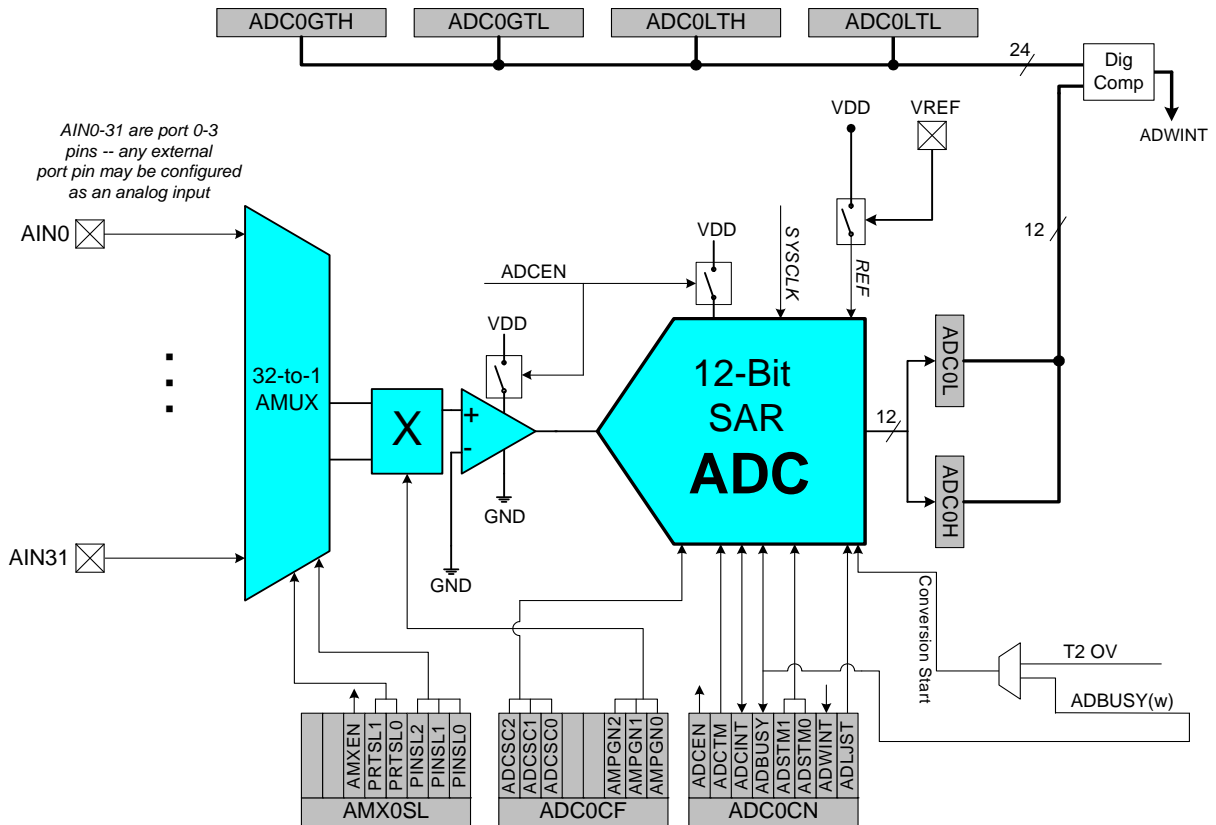 ADC0GTH
ADC0GTL
ADC0LTH
ADC0LTL
24
Dig
Comp
ADWINT
VDD
VREF
AIN0-31 are port 0-3
pins -- any external
port pin may be configured
as an analog input
AIN0
12
VDD
SYSCLK
REF
ADCEN
VDD
32-to-1
AMUX
X
+
-
12-Bit
SAR
ADC
12
ADC0L
ADC0H
GND
GND
AIN31
Conversion Start
T2 OV
ADBUSY(w)
AMXEN
PRTSL1
PRTSL0
PINSL2
PINSL1
PINSL0
AMX0SL
ADCSC2
ADCSC1
ADCSC0
AMPGN2
AMPGN1
AMPGN0
ADC0CF
ADCEN
ADCTM
ADCINT
ADBUSY
ADSTM1
ADSTM0
ADWINT
ADLJST
ADC0CN